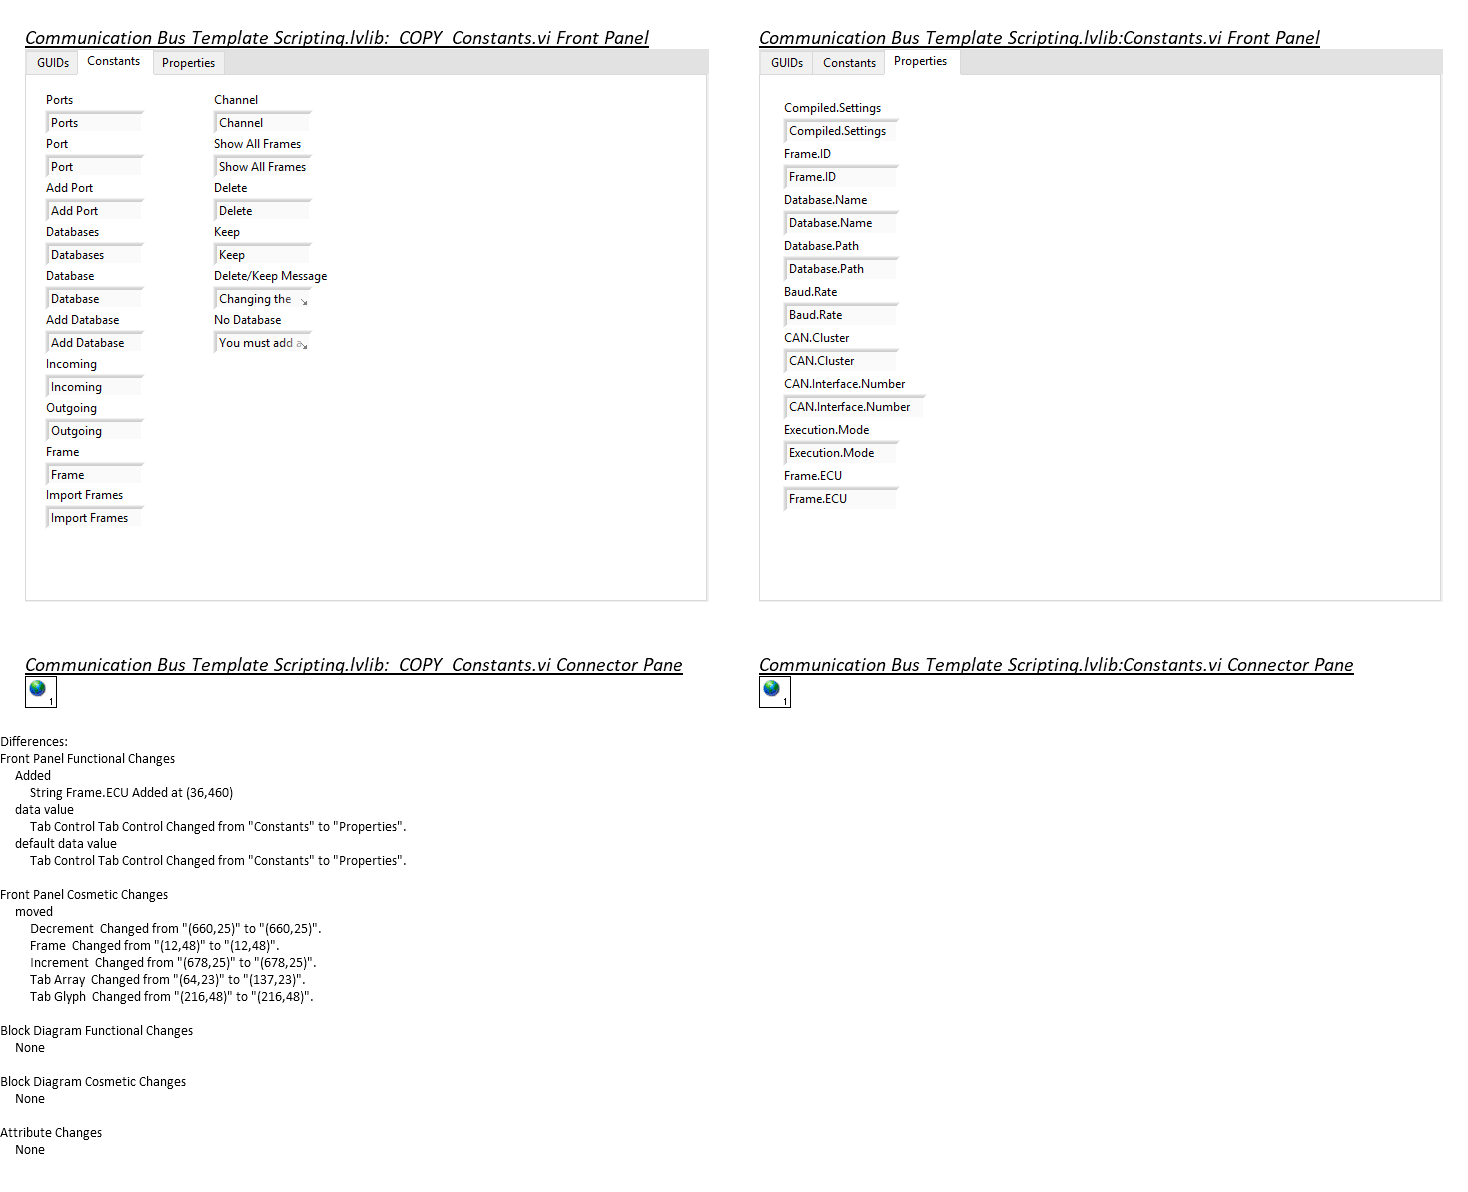 Communication Bus Template Scripting.lvlib:_COPY_Constants.vi Front Panel
GUIDs Constants Properties
Ports
Ports
Port
Port
Add Port
Add Port
Databases
Databases
Database
Database
Add Database
Add Database
Incoming
Incoming
Outgoing
Outgoing
Frame
Frame
Import Frames
Import Frames
Channel
Channel
Show All Frames
Show All Frames
Delete
Delete
Keep
Keep
Delete/Keep Message
Changing the
No Database
You must add a
Communication Bus Template Scripting.lvlib:Constants.vi Front Panel
GUIDs Constants Properties
Compiled.Settings
Compiled.Settings
Frame.ID
Frame.ID
Database.Name
Database.Name
Database.Path
Database.Path
Baud.Rate
Baud.Rate
CAN.Cluster
CAN.Cluster
CAN.Interface.Number
CAN.Interface.Number
Execution.Mode
Execution.Mode
Frame.ECU
Frame.ECU
Communication Bus Template Scripting.lvlib:_COPY_Constants.vi Connector Pane
1
Communication Bus Template Scripting.lvlib:Constants.vi Connector Pane
1
Differences:
Front Panel Functional Changes
Added
String Frame.ECU Added at (36,460)
data value
Tab Control Tab Control Changed from "Constants" to "Properties".
default data value
Tab Control Tab Control Changed from "Constants" to "Properties".
Front Panel Cosmetic Changes
moved
Decrement  Changed from "(660,25)" to "(660,25)".
Frame  Changed from "(12,48)" to "(12,48)".
Increment  Changed from "(678,25)" to "(678,25)".
Tab Array  Changed from "(64,23)" to "(137,23)".
Tab Glyph  Changed from "(216,48)" to "(216,48)".
Block Diagram Functional Changes
None
Block Diagram Cosmetic Changes
None
Attribute Changes
None